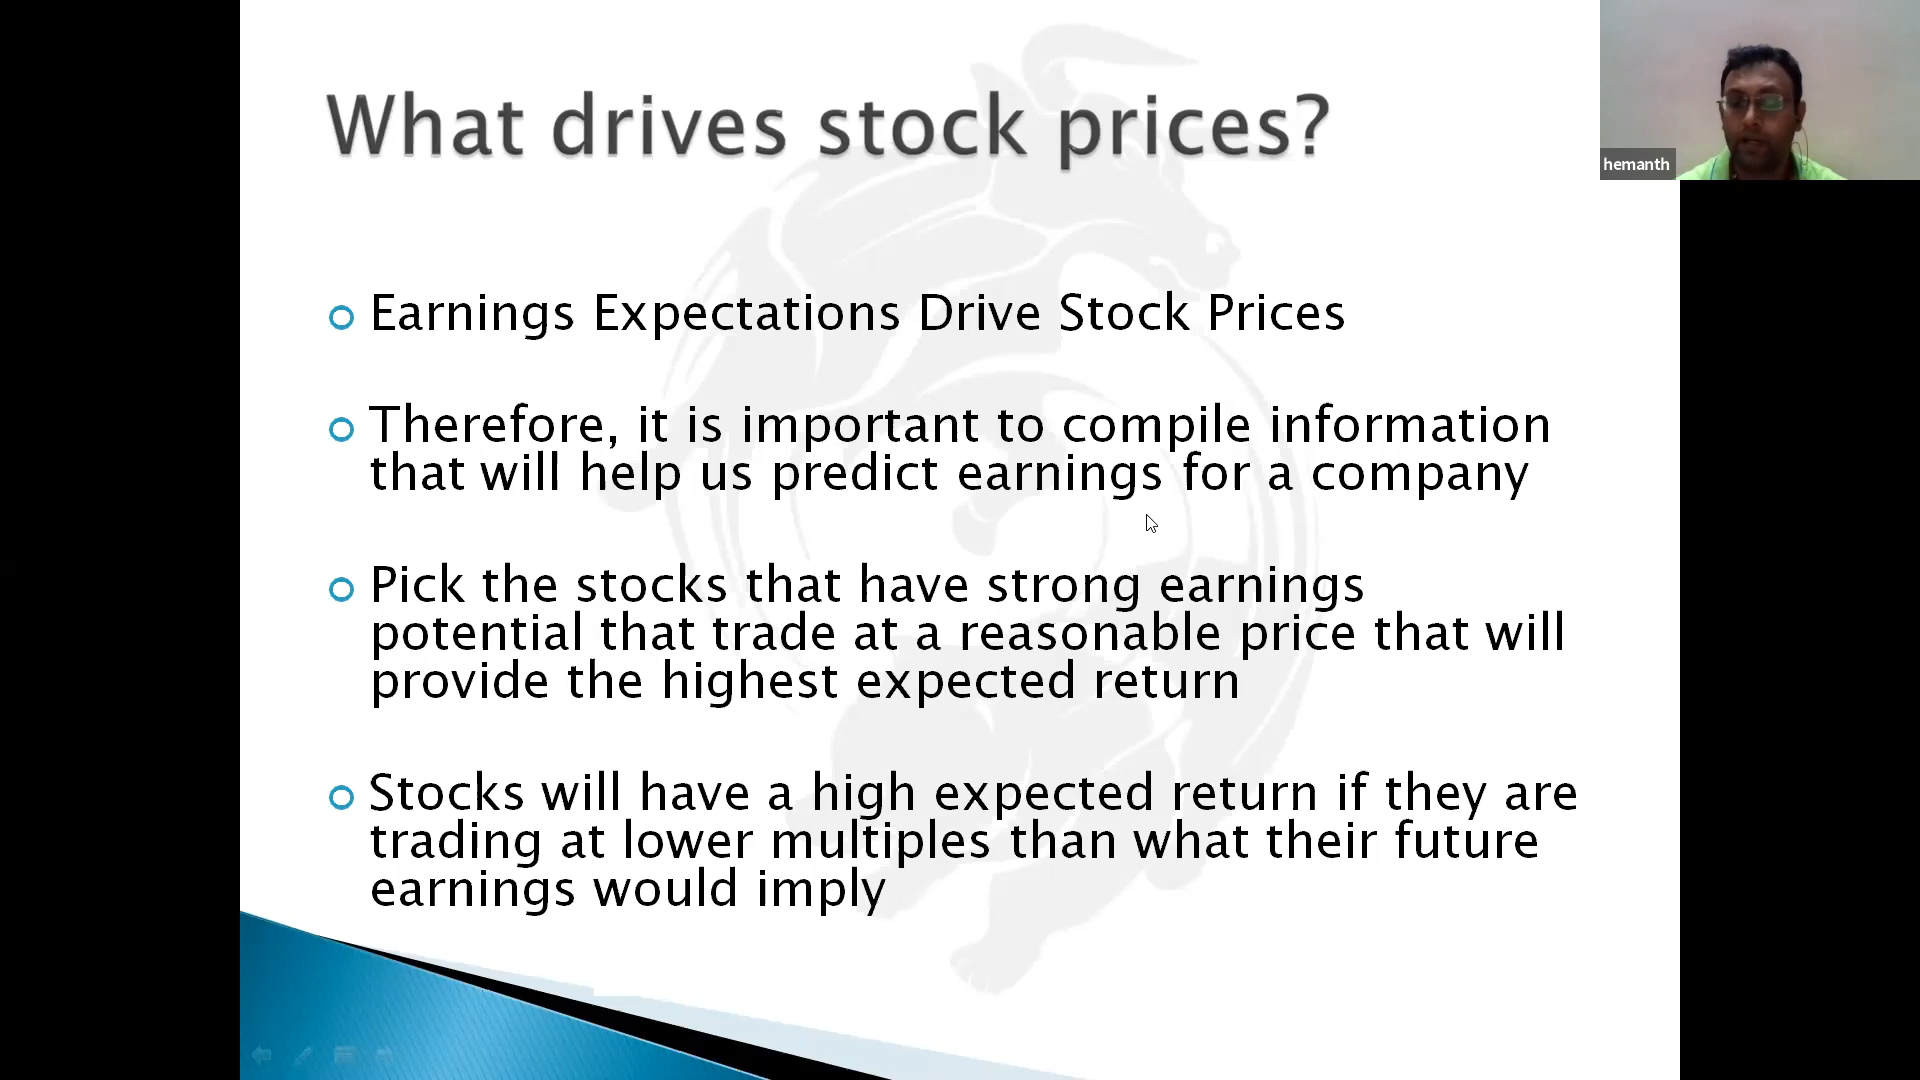 What drives stock prices?
hemanth
Earnings Expectations Drive Stock Prices
Therefore, it is important to compile information
that will help us predict earnings for a company
Pick the stocks that have strong earnings
potential that trade at a reasonable price that will
provide the highest expected return
Stocks will have a high expected return if they are
trading at lower multiples than what their future
earnings would imply